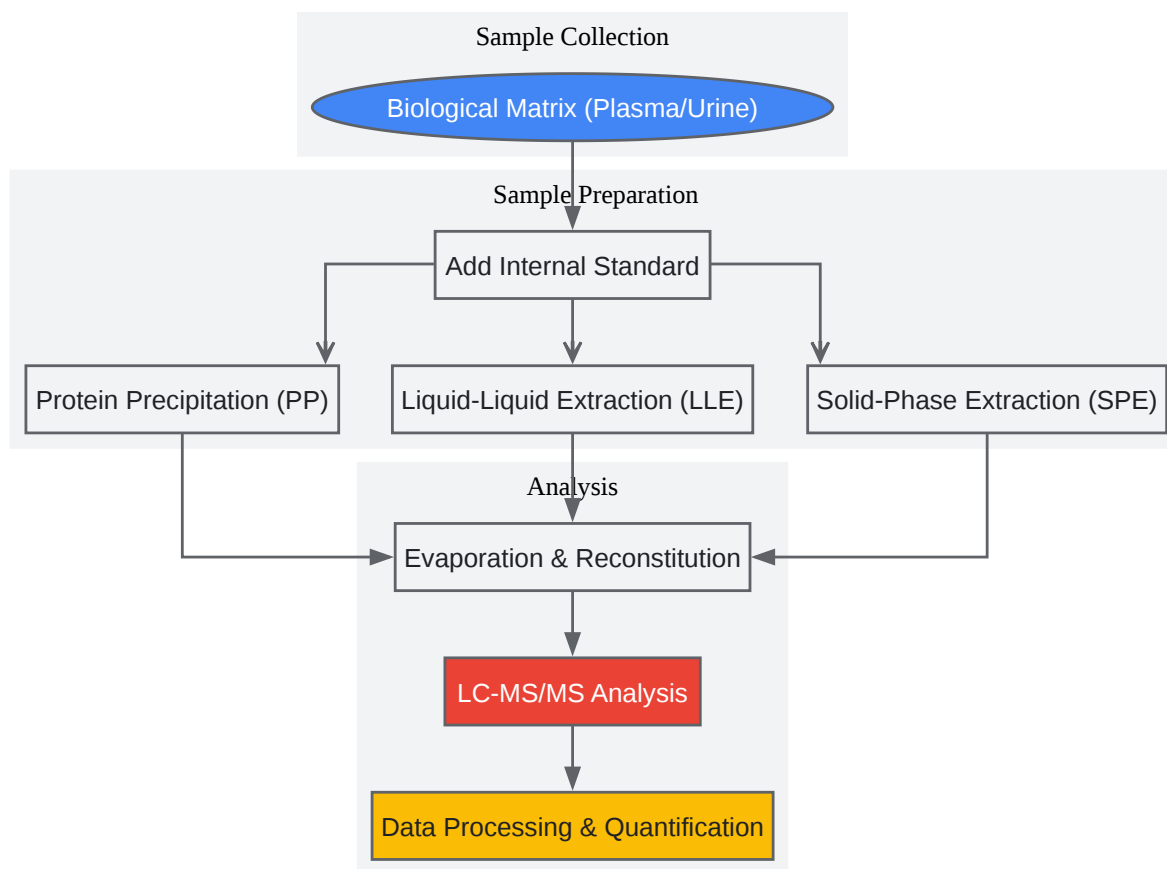 Sample Collection
Biological Matrix (Plasma/Urine)
Sample Preparation
Add Internal Standard
Protein Precipitation (PP)
Liquid-Liquid Extraction (LLE)
Solid-Phase Extraction (SPE)
Analysis
Evaporation & Reconstitution
LC-MS/MS Analysis
Data Processing & Quantification